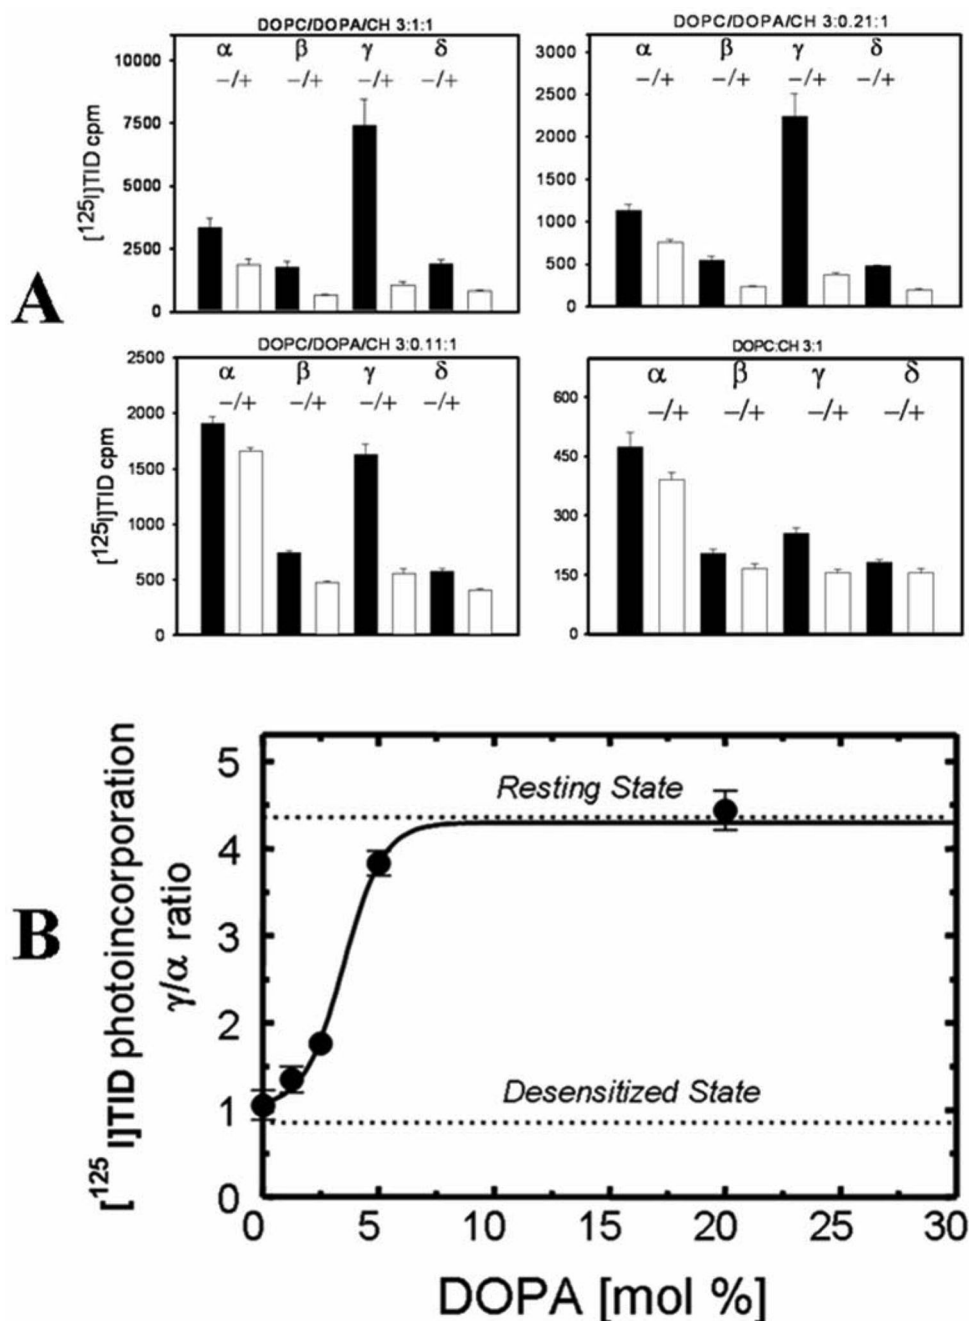 A
DOPC/DOPA/CH 3:1:1
[125I]TID cpm
10000
7500
5000
2500
0
α β γ δ
−/+ −/+ −/+ −/+
DOPC/DOPA/CH 3:0.21:1
3000
2500
2000
1500
1000
500
0
α β γ δ
−/+ −/+ −/+ −/+
DOPC/DOPA/CH 3:0.11:1
[125I]TID cpm
2500
2000
1500
1000
500
0
α β γ δ
−/+ −/+ −/+ −/+
DOPC:CH 3:1
600
450
300
150
0
α β γ δ
−/+ −/+ −/+ −/+
B
[125I]TID photoincorporation
γ/α ratio
5
4
3
2
1
0
Resting State
Desensitized State
0 5 10 15 20 25 30
DOPA [mol %]